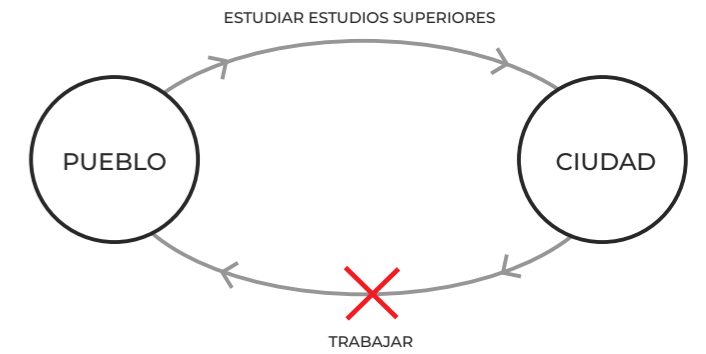 ESTUDIAR ESTUDIOS SUPERIORES
PUEBLO
CIUDAD
TRABAJAR